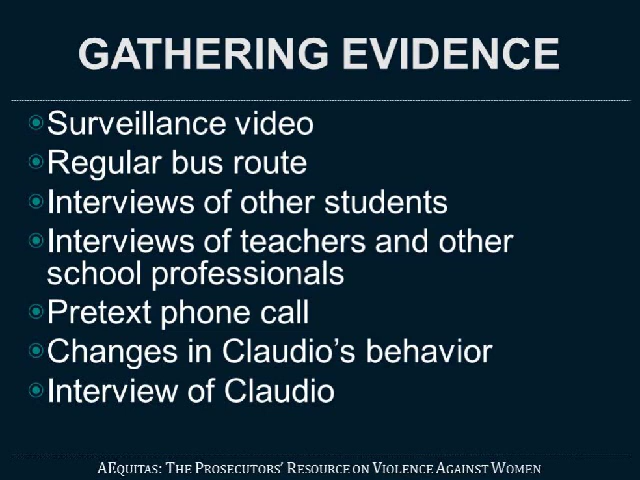 GATHERING EVIDENCE
Surveillance video
Regular bus route
Interviews of other students
Interviews of teachers and other
school professionals
Pretext phone call
Changes in Claudio's behavior
Interview of Claudio
AEQUITAS: THE PROSECUTORS' RESOURCE ON VIOLENCE AGAINST WOMEN